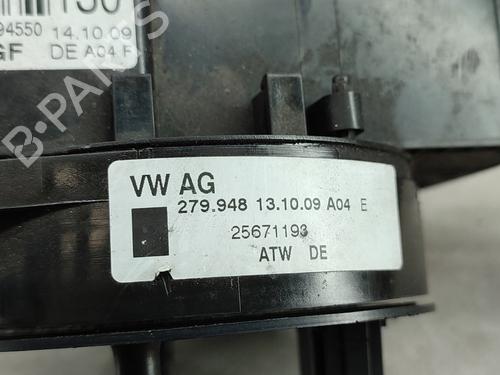 94550 14.10.09
GF DE A04 F
B-PARTS
VW AG
279.948 13.10.09 A04 E
25671193
ATW DE